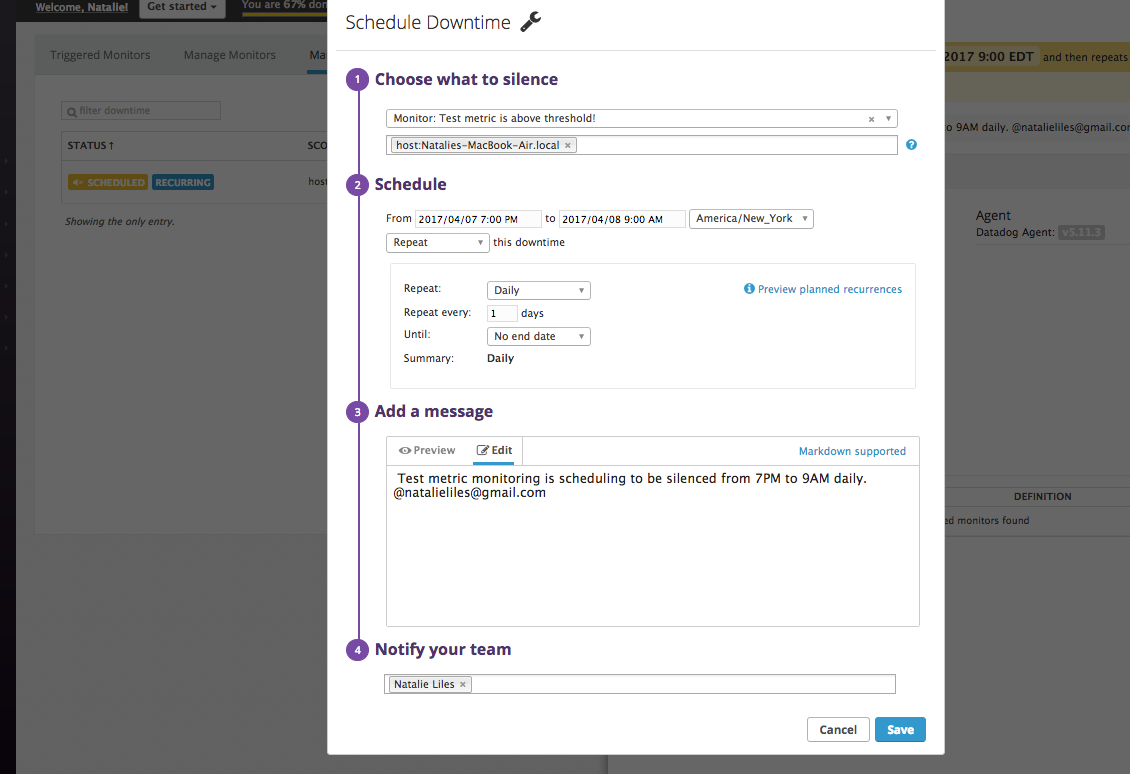 Welcome, Nataliel
Get started
You are 67% don
Triggered Monitors Manage Monitors Ma
filter downtime
STATUS↑ SCO
SCHEDULED RECURRING host
Showing the only entry.
Schedule Downtime
1 Choose what to silence
Monitor: Test metric is above threshold! × ▼
host:Natalies-MacBook-Air.local × ?
2 Schedule
From 2017/04/07 7:00 PM to 2017/04/08 9:00 AM America/New_York ▼
Repeat ▼ this downtime
Repeat: Daily ▼ Preview planned recurrences
Repeat every: 1 days
Until: No end date ▼
Summary: Daily
3 Add a message
Preview Edit Markdown supported
Test metric monitoring is scheduling to be silenced from 7PM to 9AM daily.
@natalieliles@gmail.com
4 Notify your team
Natalie Liles ×
Cancel Save
2017 9:00 EDT and then repeats
to 9AM daily. @natalieliles@gmail.com
Agent
Datadog Agent: v5.11.3
DEFINITION
ed monitors found